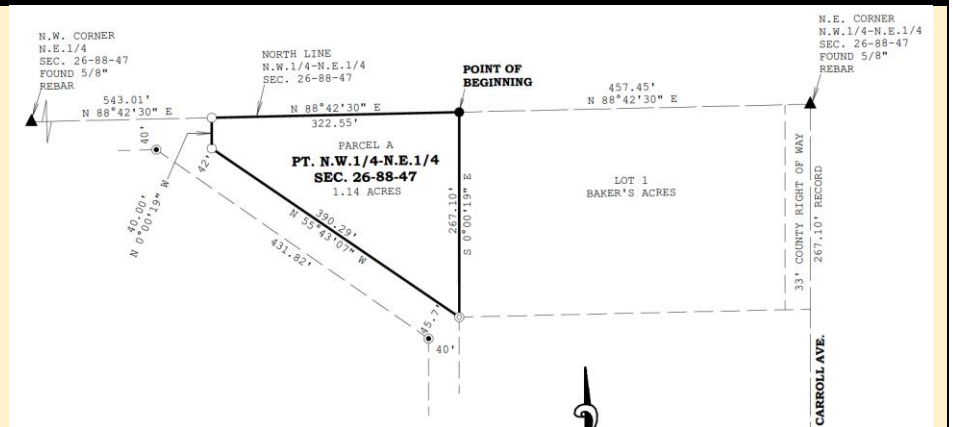 N.W. CORNER
N.E.1/4
SEC. 26-88-47
FOUND 5/8"
REBAR
NORTH LINE
N.W.1/4-N.E.1/4
SEC. 26-88-47
POINT OF
BEGINNING
N.E. CORNER
N.W.1/4-N.E.1/4
SEC. 26-88-47
FOUND 5/8"
REBAR
543.01'
N 88°42'30" E
N 88°42'30" E
322.55'
457.45'
N 88°42'30" E
40'
42'
40.00'
N 0°00'19" W
PARCEL A
PT. N.W.1/4-N.E.1/4
SEC. 26-88-47
1.14 ACRES
390.29'
N 55°43'07" W
431.82'
267.10'
S 0°00'19" E
LOT 1
BAKER'S ACRES
33' COUNTY RIGHT OF WAY
267.10' RECORD
45.7'
40'
CARROLL AVE.